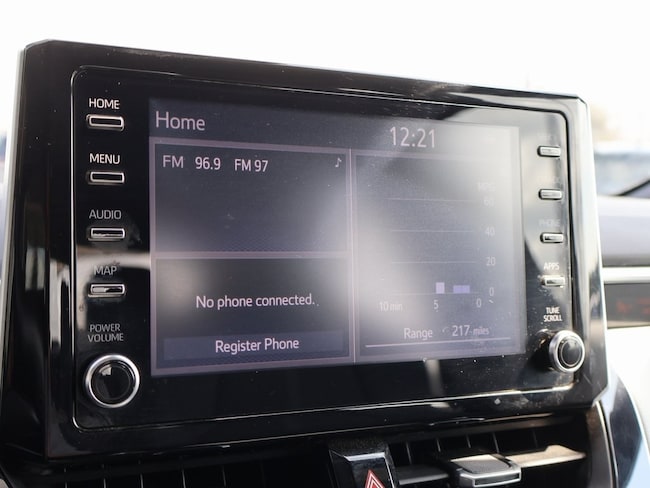 HOME
MENU
AUDIO
MAP
POWER
VOLUME
Home
12:21
FM 96.9 FM 97
No phone connected.
Register Phone
MPG
60
40
20
0
10 min 5 0
Range 217 miles
PHONE
APPS
TUNE
SCROLL